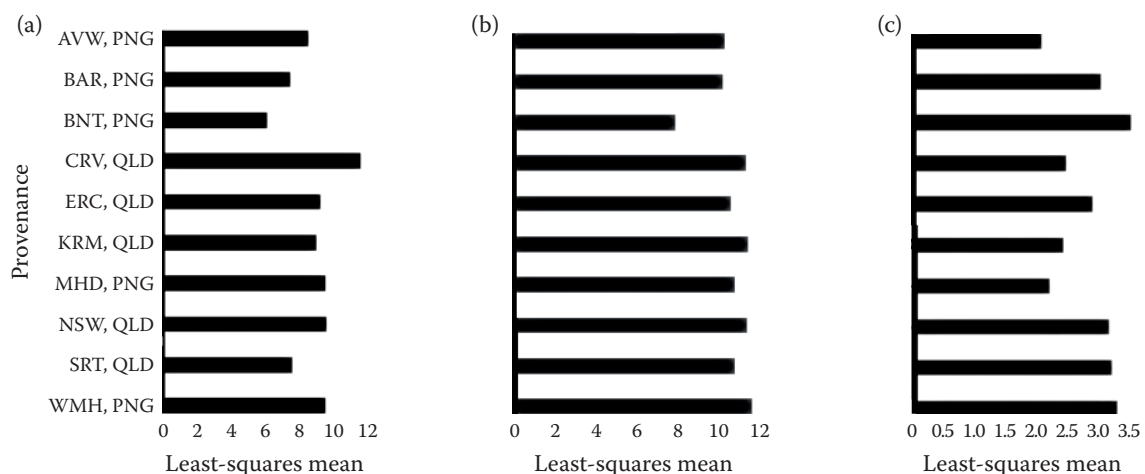 (a)
(b)
(c)
Provenance
AVW, PNG
BAR, PNG
BNT, PNG
CRV, QLD
ERC, QLD
KRM, QLD
MHD, PNG
NSW, QLD
SRT, QLD
WMH, PNG
0 2 4 6 8 10 12
0 2 4 6 8 10 12
0 0.5 1.0 2.0 2.5 3.0 3.5
Least-squares mean
Least-squares mean
Least-squares mean